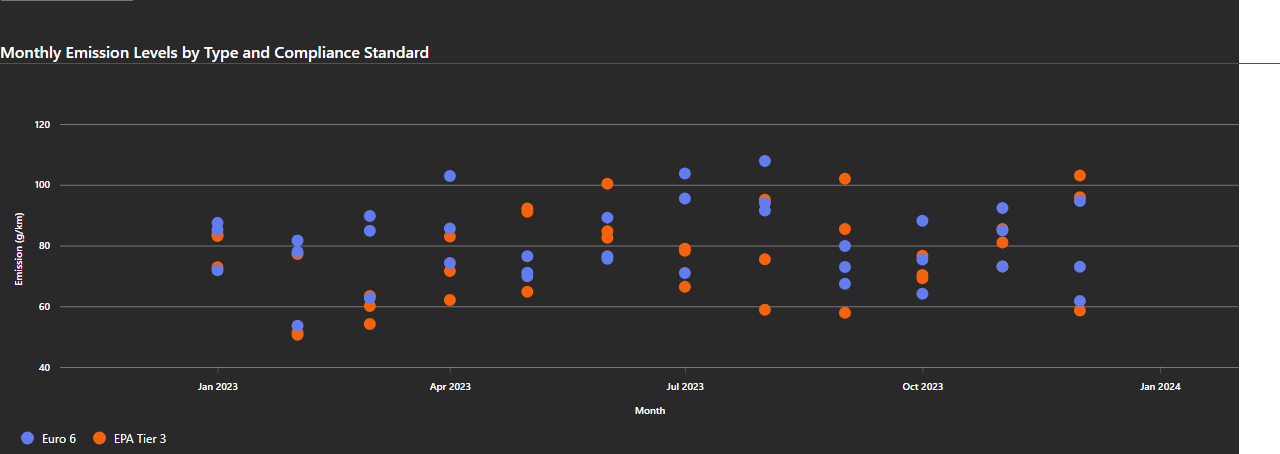 Monthly Emission Levels by Type and Compliance Standard
120
100
80
60
40
Emission (g/km)
Jan 2023
Apr 2023
Jul 2023
Oct 2023
Jan 2024
Month
Euro 6
EPA Tier 3